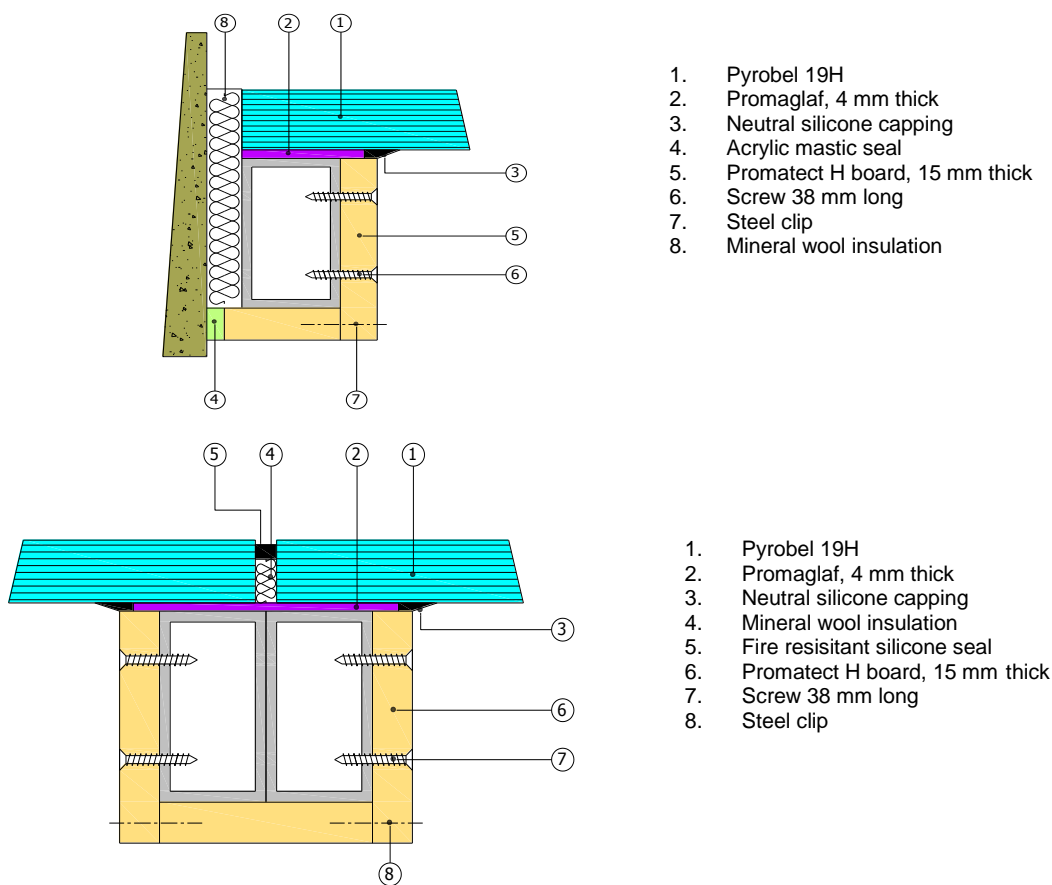 8 2 1
3
5
6
4 7
1. Pyrobel 19H
2. Promaglaf, 4 mm thick
3. Neutral silicone capping
4. Acrylic mastic seal
5. Promatect H board, 15 mm thick
6. Screw 38 mm long
7. Steel clip
8. Mineral wool insulation
5 4 2 1
3
6
7
8
1. Pyrobel 19H
2. Promaglaf, 4 mm thick
3. Neutral silicone capping
4. Mineral wool insulation
5. Fire resisitant silicone seal
6. Promatect H board, 15 mm thick
7. Screw 38 mm long
8. Steel clip